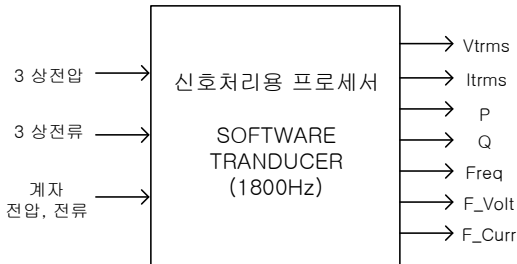 3 상전압
3 상전류
계자
전압, 전류
신호처리용 프로세서
SOFTWARE
TRANDUCER
(1800Hz)
Vtrms
Itrms
P
Q
Freq
F_Volt
F_Curr